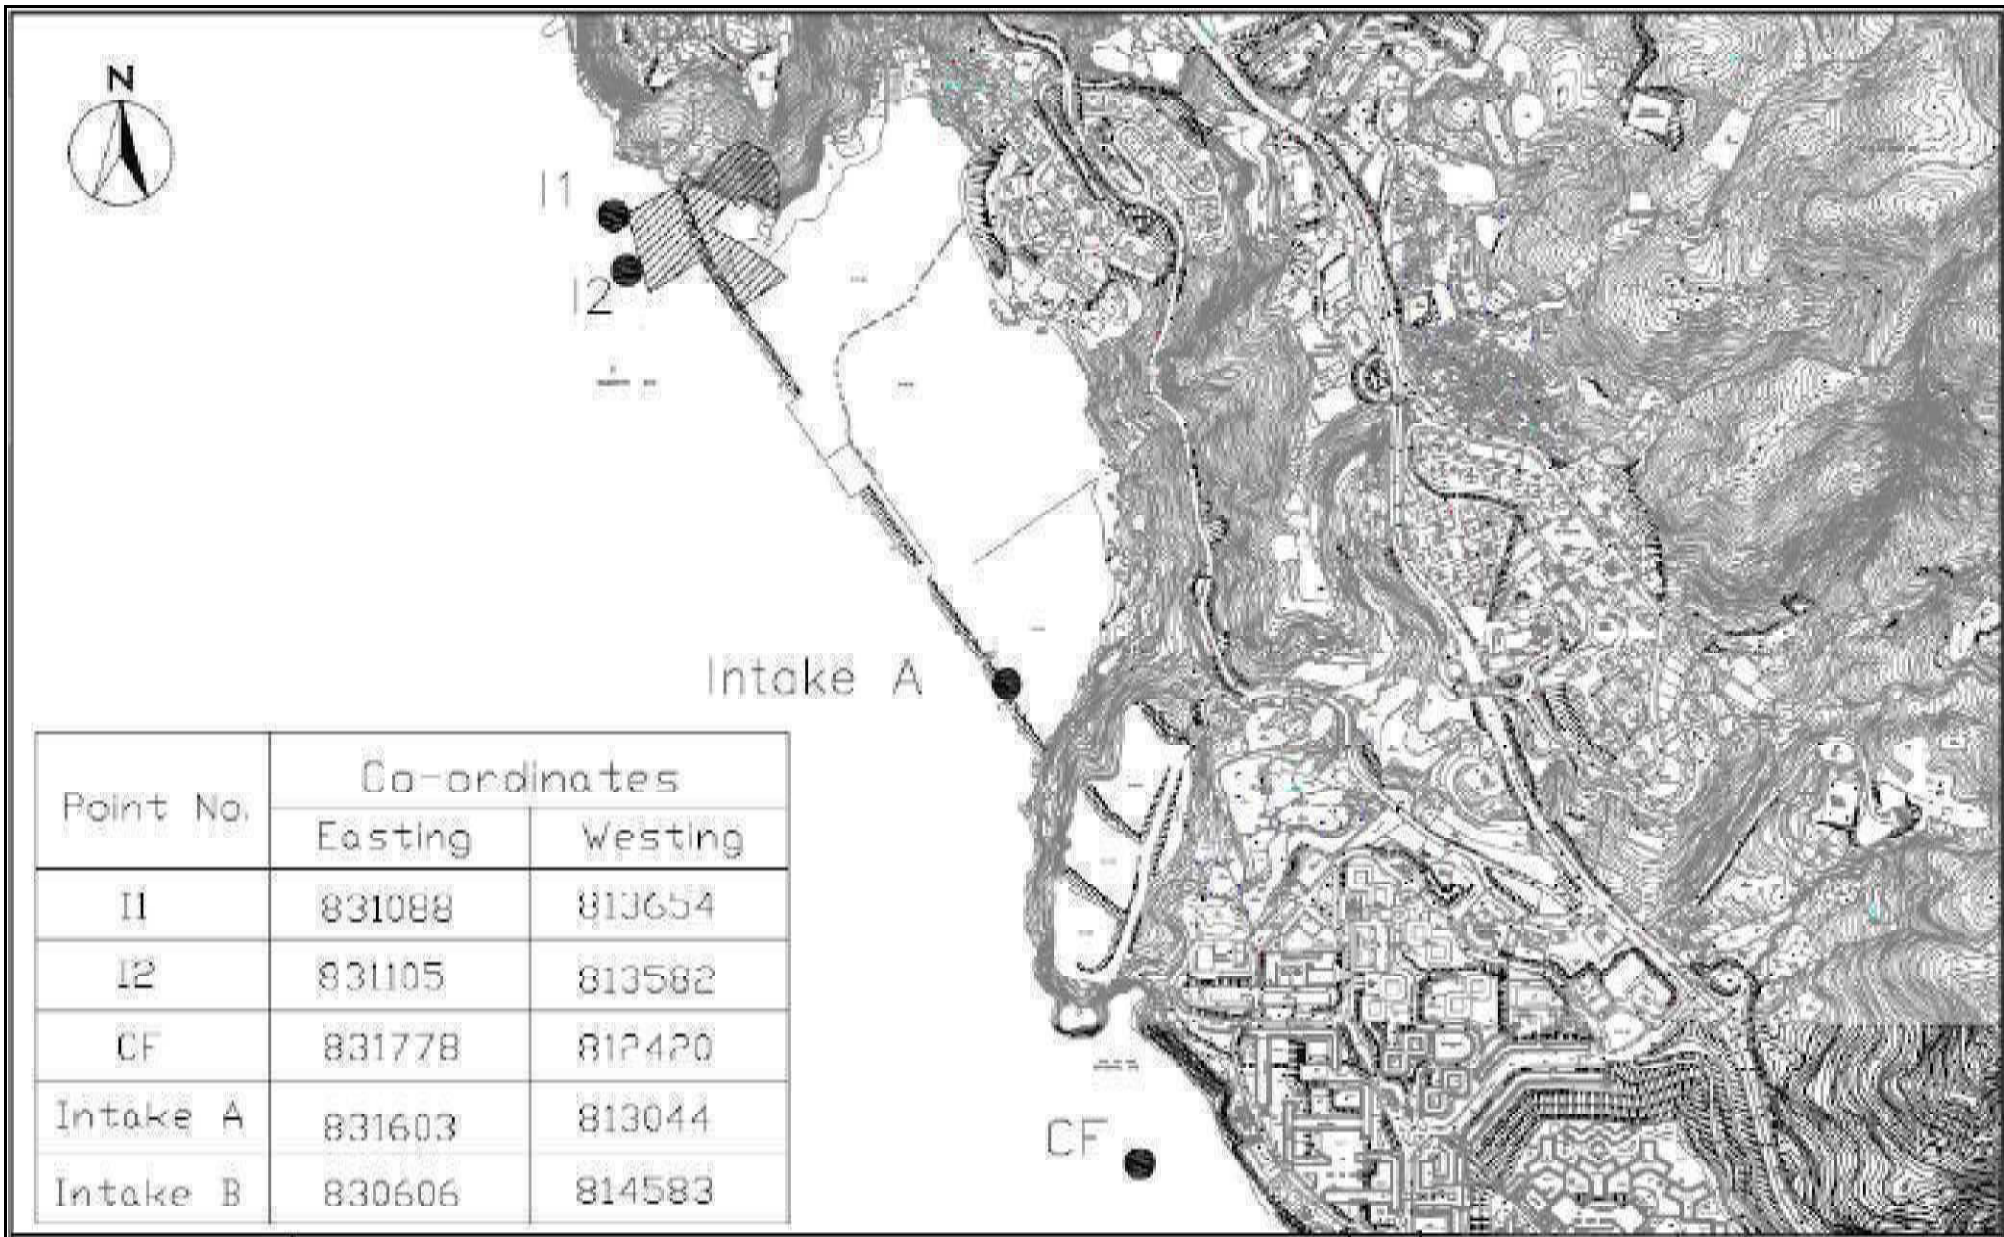 N
I1
I2
Intake A
CF
Point No.
Co-ordinates
Easting Westing
I1 831088 813654
I2 831105 813582
CF 831778 812420
Intake A 831603 813044
Intake B 830606 814583